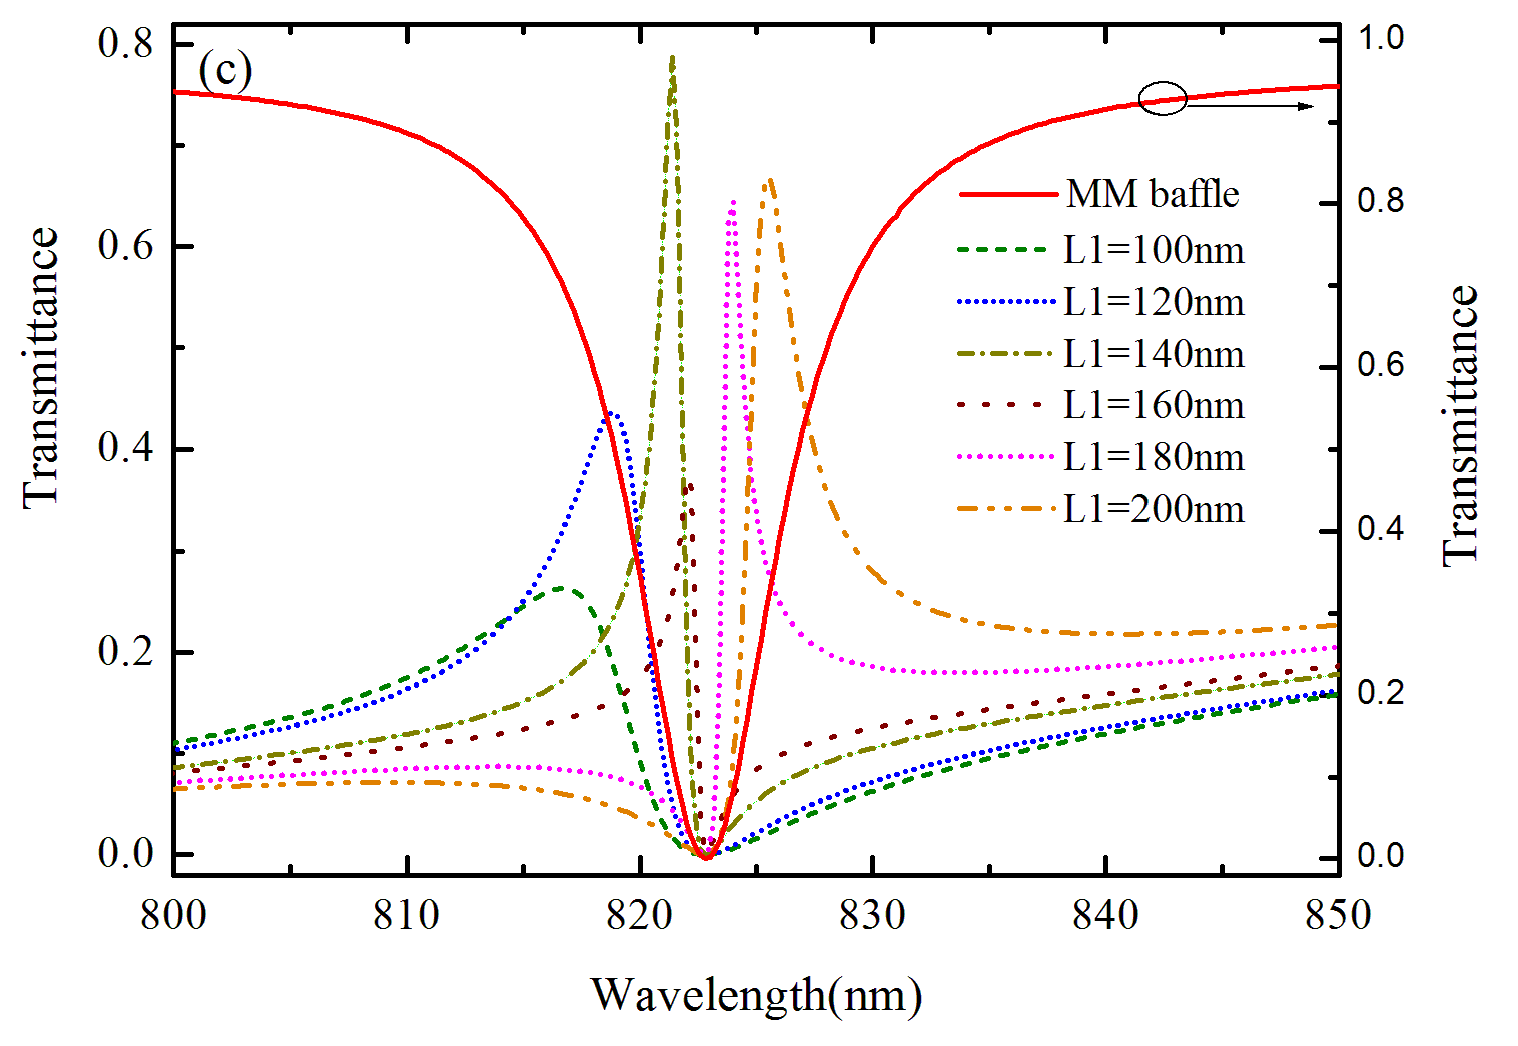 (c)
0.8
0.6
0.4
0.2
0.0
Transmittance
1.0
0.8
0.6
0.4
0.2
0.0
Transmittance
MM baffle
L1=100nm
L1=120nm
L1=140nm
L1=160nm
L1=180nm
L1=200nm
800 810 820 830 840 850
Wavelength(nm)